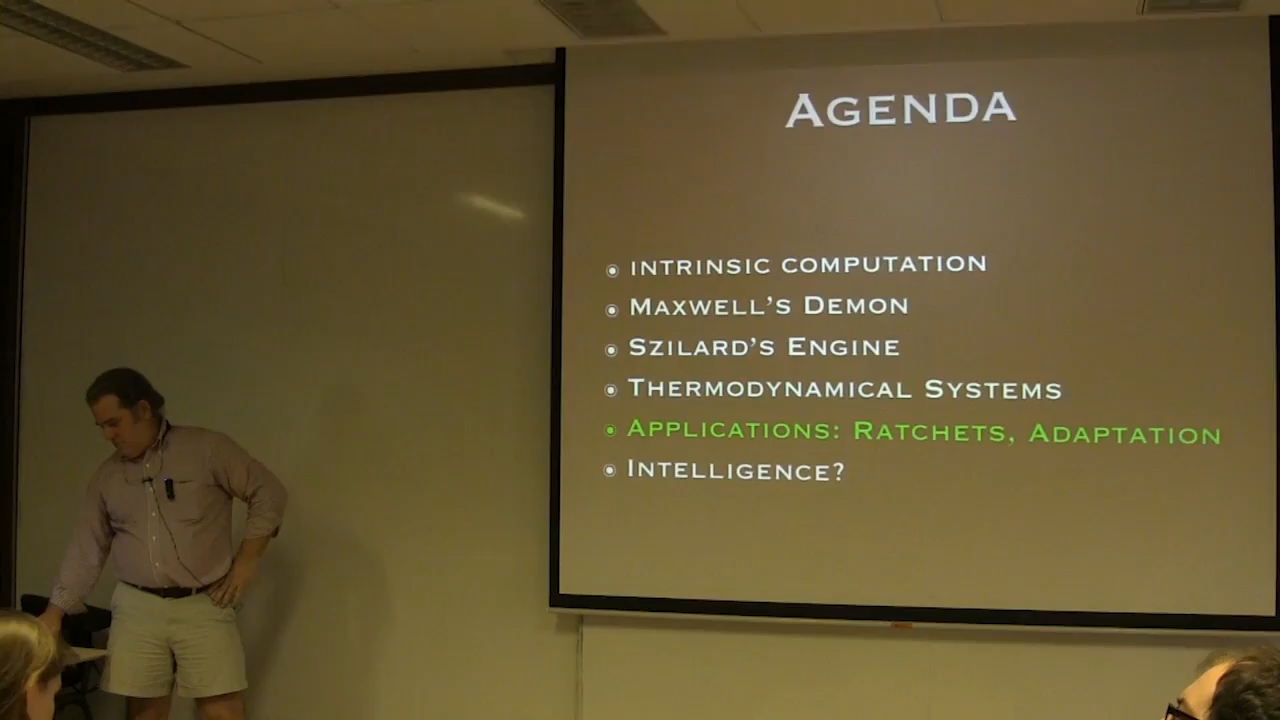 AGENDA
INTRINSIC COMPUTATION
MAXWELL'S DEMON
SZILARD'S ENGINE
THERMODYNAMICAL SYSTEMS
APPLICATIONS: RATCHETS, ADAPTATION
INTELLIGENCE?